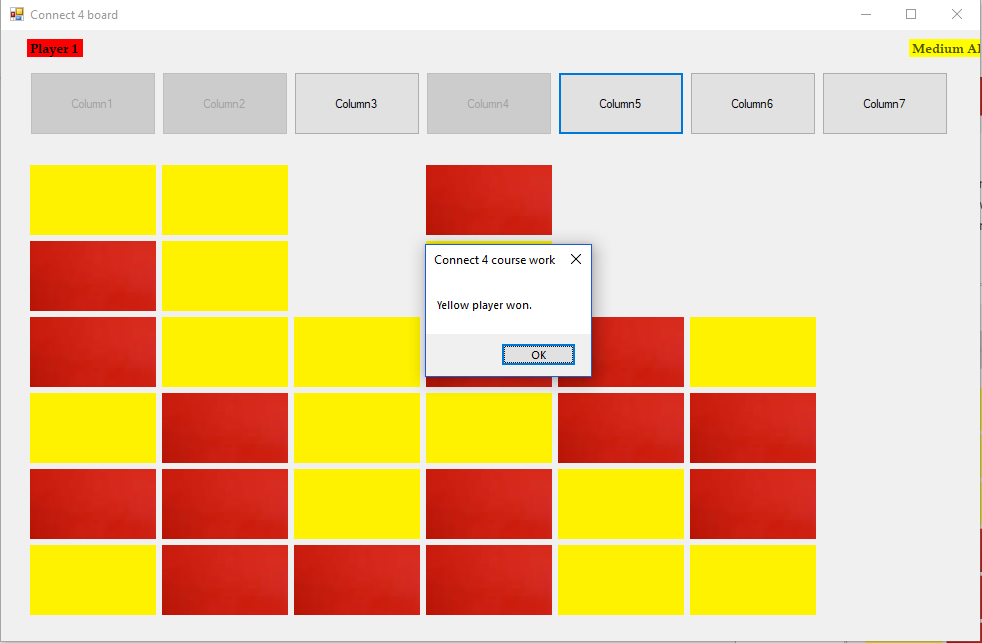 Connect 4 board
Player 1
Medium AI
Column1
Column2
Column3
Column4
Column5
Column6
Column7
Connect 4 course work
Yellow player won.
OK